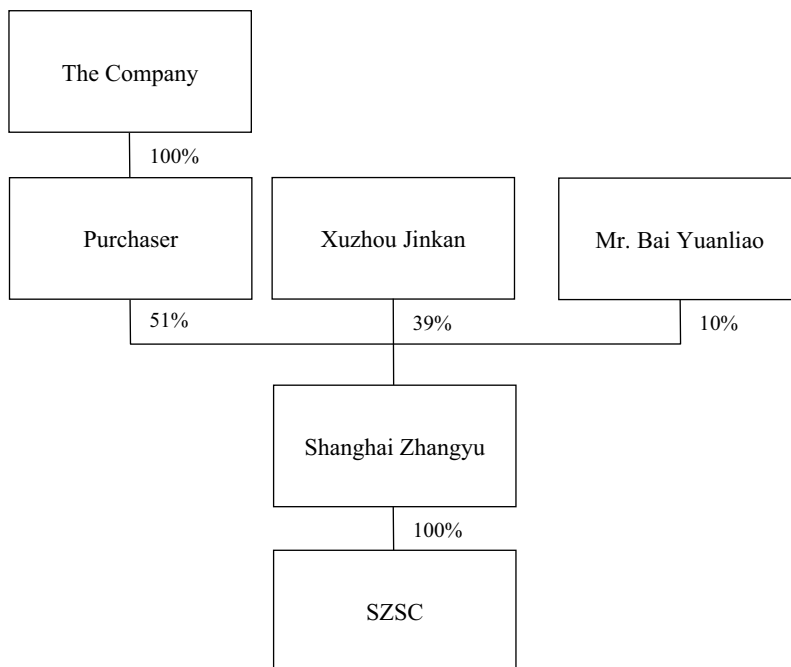 The Company
100%
Purchaser
Xuzhou Jinkan
Mr. Bai Yuanliao
51%
39%
10%
Shanghai Zhangyu
100%
SZSC